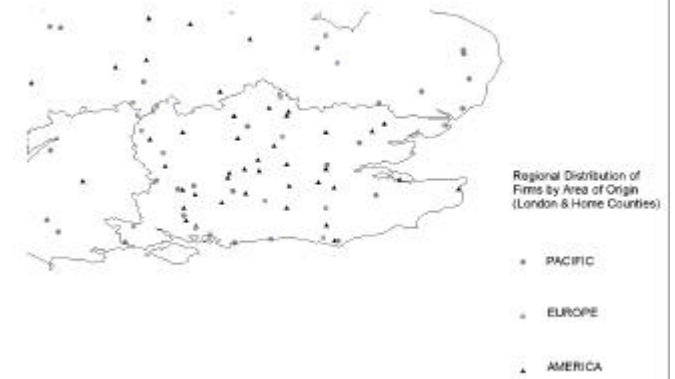 Regional Distribution of
Firms by Area of Origin
(London & Home Counties)
PACIFIC
EUROPE
AMERICA